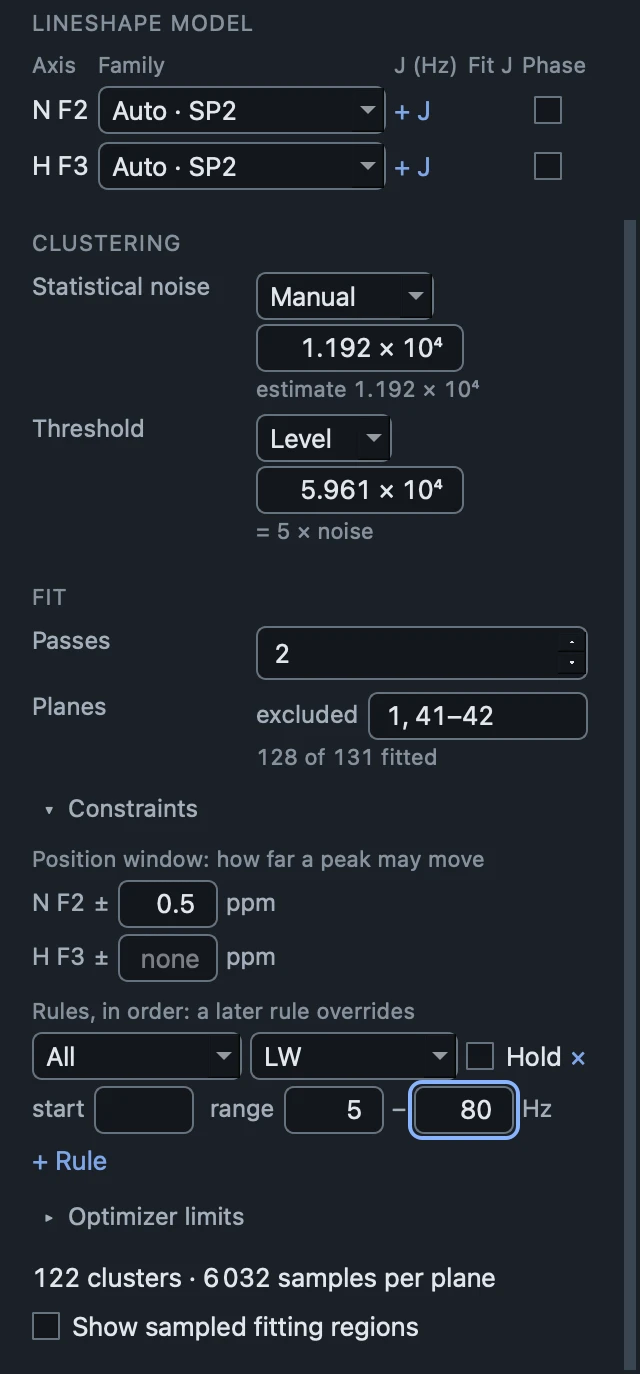 LINESHAPE MODEL
Axis Family J (Hz) Fit J Phase
N F2 Auto · SP2 + J
H F3 Auto · SP2 + J
CLUSTERING
Statistical noise Manual
1.192 × 10⁴
estimate 1.192 × 10⁴
Threshold Level
5.961 × 10⁴
= 5 × noise
FIT
Passes 2
Planes excluded 1, 41–42
128 of 131 fitted
▾ Constraints
Position window: how far a peak may move
N F2 ± 0.5 ppm
H F3 ± none ppm
Rules, in order: a later rule overrides
All LW Hold ×
start range 5 – 80 Hz
+ Rule
▸ Optimizer limits
122 clusters · 6 032 samples per plane
Show sampled fitting regions